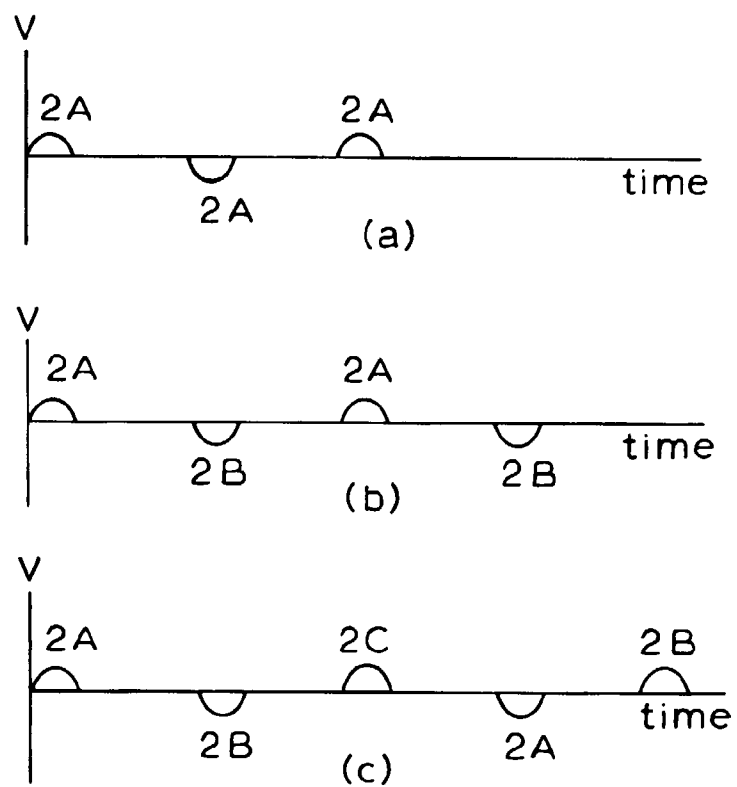 V
2A 2A
time
2A
(a)
V
2A 2A
time
2B 2B
(b)
V
2A 2C 2B
time
2B 2A
(c)